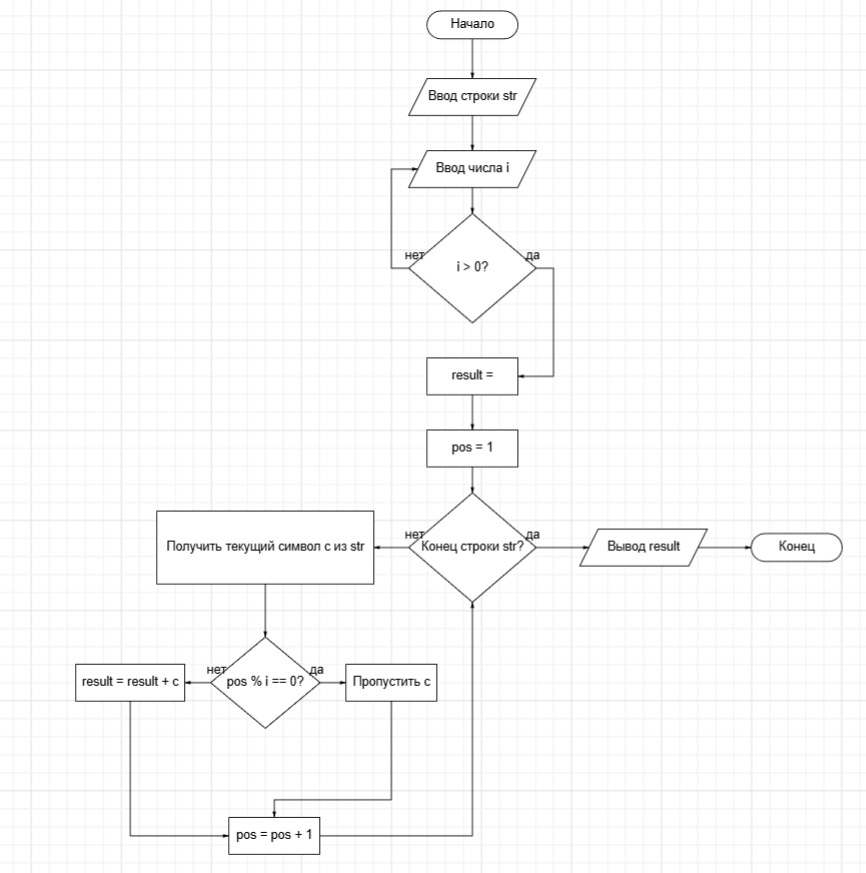 Начало
Ввод строки str
Ввод числа i
нет
да
i > 0?
result =
pos = 1
нет
да
Получить текущий символ c из str
Конец строки str?
Вывод result
Конец
нет
да
result = result + c
pos % i == 0?
Пропустить c
pos = pos + 1